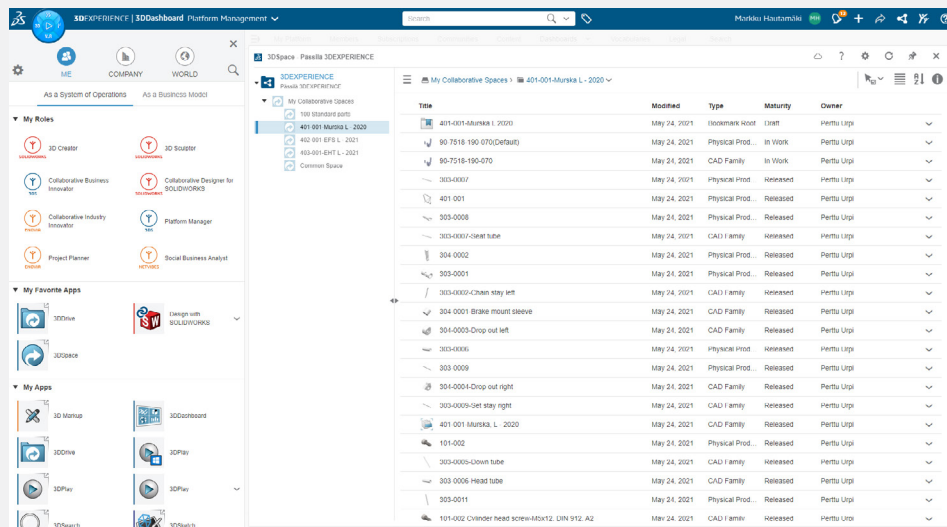 3DEXPERIENCE | 3DDashboard Platform Management
Search
Markku Hautamäki
ME
COMPANY
WORLD
As a System of Operations
As a Business Model
My Roles
3D Creator
3D Sculptor
Collaborative Business Innovator
Collaborative Designer for SOLIDWORKS
Collaborative Industry Innovator
Platform Manager
Project Planner
Social Business Analyst
My Favorite Apps
3DDrive
Design with SOLIDWORKS
3DSpace
My Apps
3D Markup
3DDashboard
3DDrive
3DPlay
3DPlay
3DPlay
3DSearch
3DSketch
3DSpace Passila 3DEXPERIENCE
3DEXPERIENCE
Passila 3DEXPERIENCE
My Collaborative Spaces
100 Standard parts
401-001-Murska L - 2020
402-001 EFS L - 2021
403-001-EHT L - 2021
Common Space
My Collaborative Spaces › 401-001-Murska L - 2020
Title Modified Type Maturity Owner
401-001-Murska L 2020 May 24, 2021 Bookmark Root Draft Perttu Urpi
90-7518 190 070(Default) May 24, 2021 Physical Prod... In Work Perttu Urpi
90-7518-190-070 May 24, 2021 CAD Family In Work Perttu Urpi
303-0007 May 24, 2021 Physical Prod... Released Perttu Urpi
401 001 May 24, 2021 Physical Prod... Released Perttu Urpi
303-0008 May 24, 2021 Physical Prod... Released Perttu Urpi
303-0007-Seat tube May 24, 2021 CAD Family Released Perttu Urpi
304 0002 May 24, 2021 Physical Prod... Released Perttu Urpi
303-0001 May 24, 2021 Physical Prod... Released Perttu Urpi
303-0002-Chain stay left May 24, 2021 CAD Family Released Perttu Urpi
304 0001 Brake mount sleeve May 24, 2021 CAD Family Released Perttu Urpi
304-0003-Drop out left May 24, 2021 CAD Family Released Perttu Urpi
303-0006 May 24, 2021 Physical Prod... Released Perttu Urpi
303 0009 May 24, 2021 Physical Prod... Released Perttu Urpi
304-0004-Drop out right May 24, 2021 CAD Family Released Perttu Urpi
303-0009-Set stay right May 24, 2021 CAD Family Released Perttu Urpi
401 001 Murska, L - 2020 May 24, 2021 CAD Family Released Perttu Urpi
101-002 May 24, 2021 Physical Prod... Released Perttu Urpi
303-0005-Down tube May 24, 2021 CAD Family Released Perttu Urpi
303 0006 Head tube May 24, 2021 CAD Family Released Perttu Urpi
303-0011 May 24, 2021 Physical Prod... Released Perttu Urpi
101-002 Cylinder head screw-M5x12, DIN 912, A2 May 24, 2021 CAD Family Released Perttu Urpi